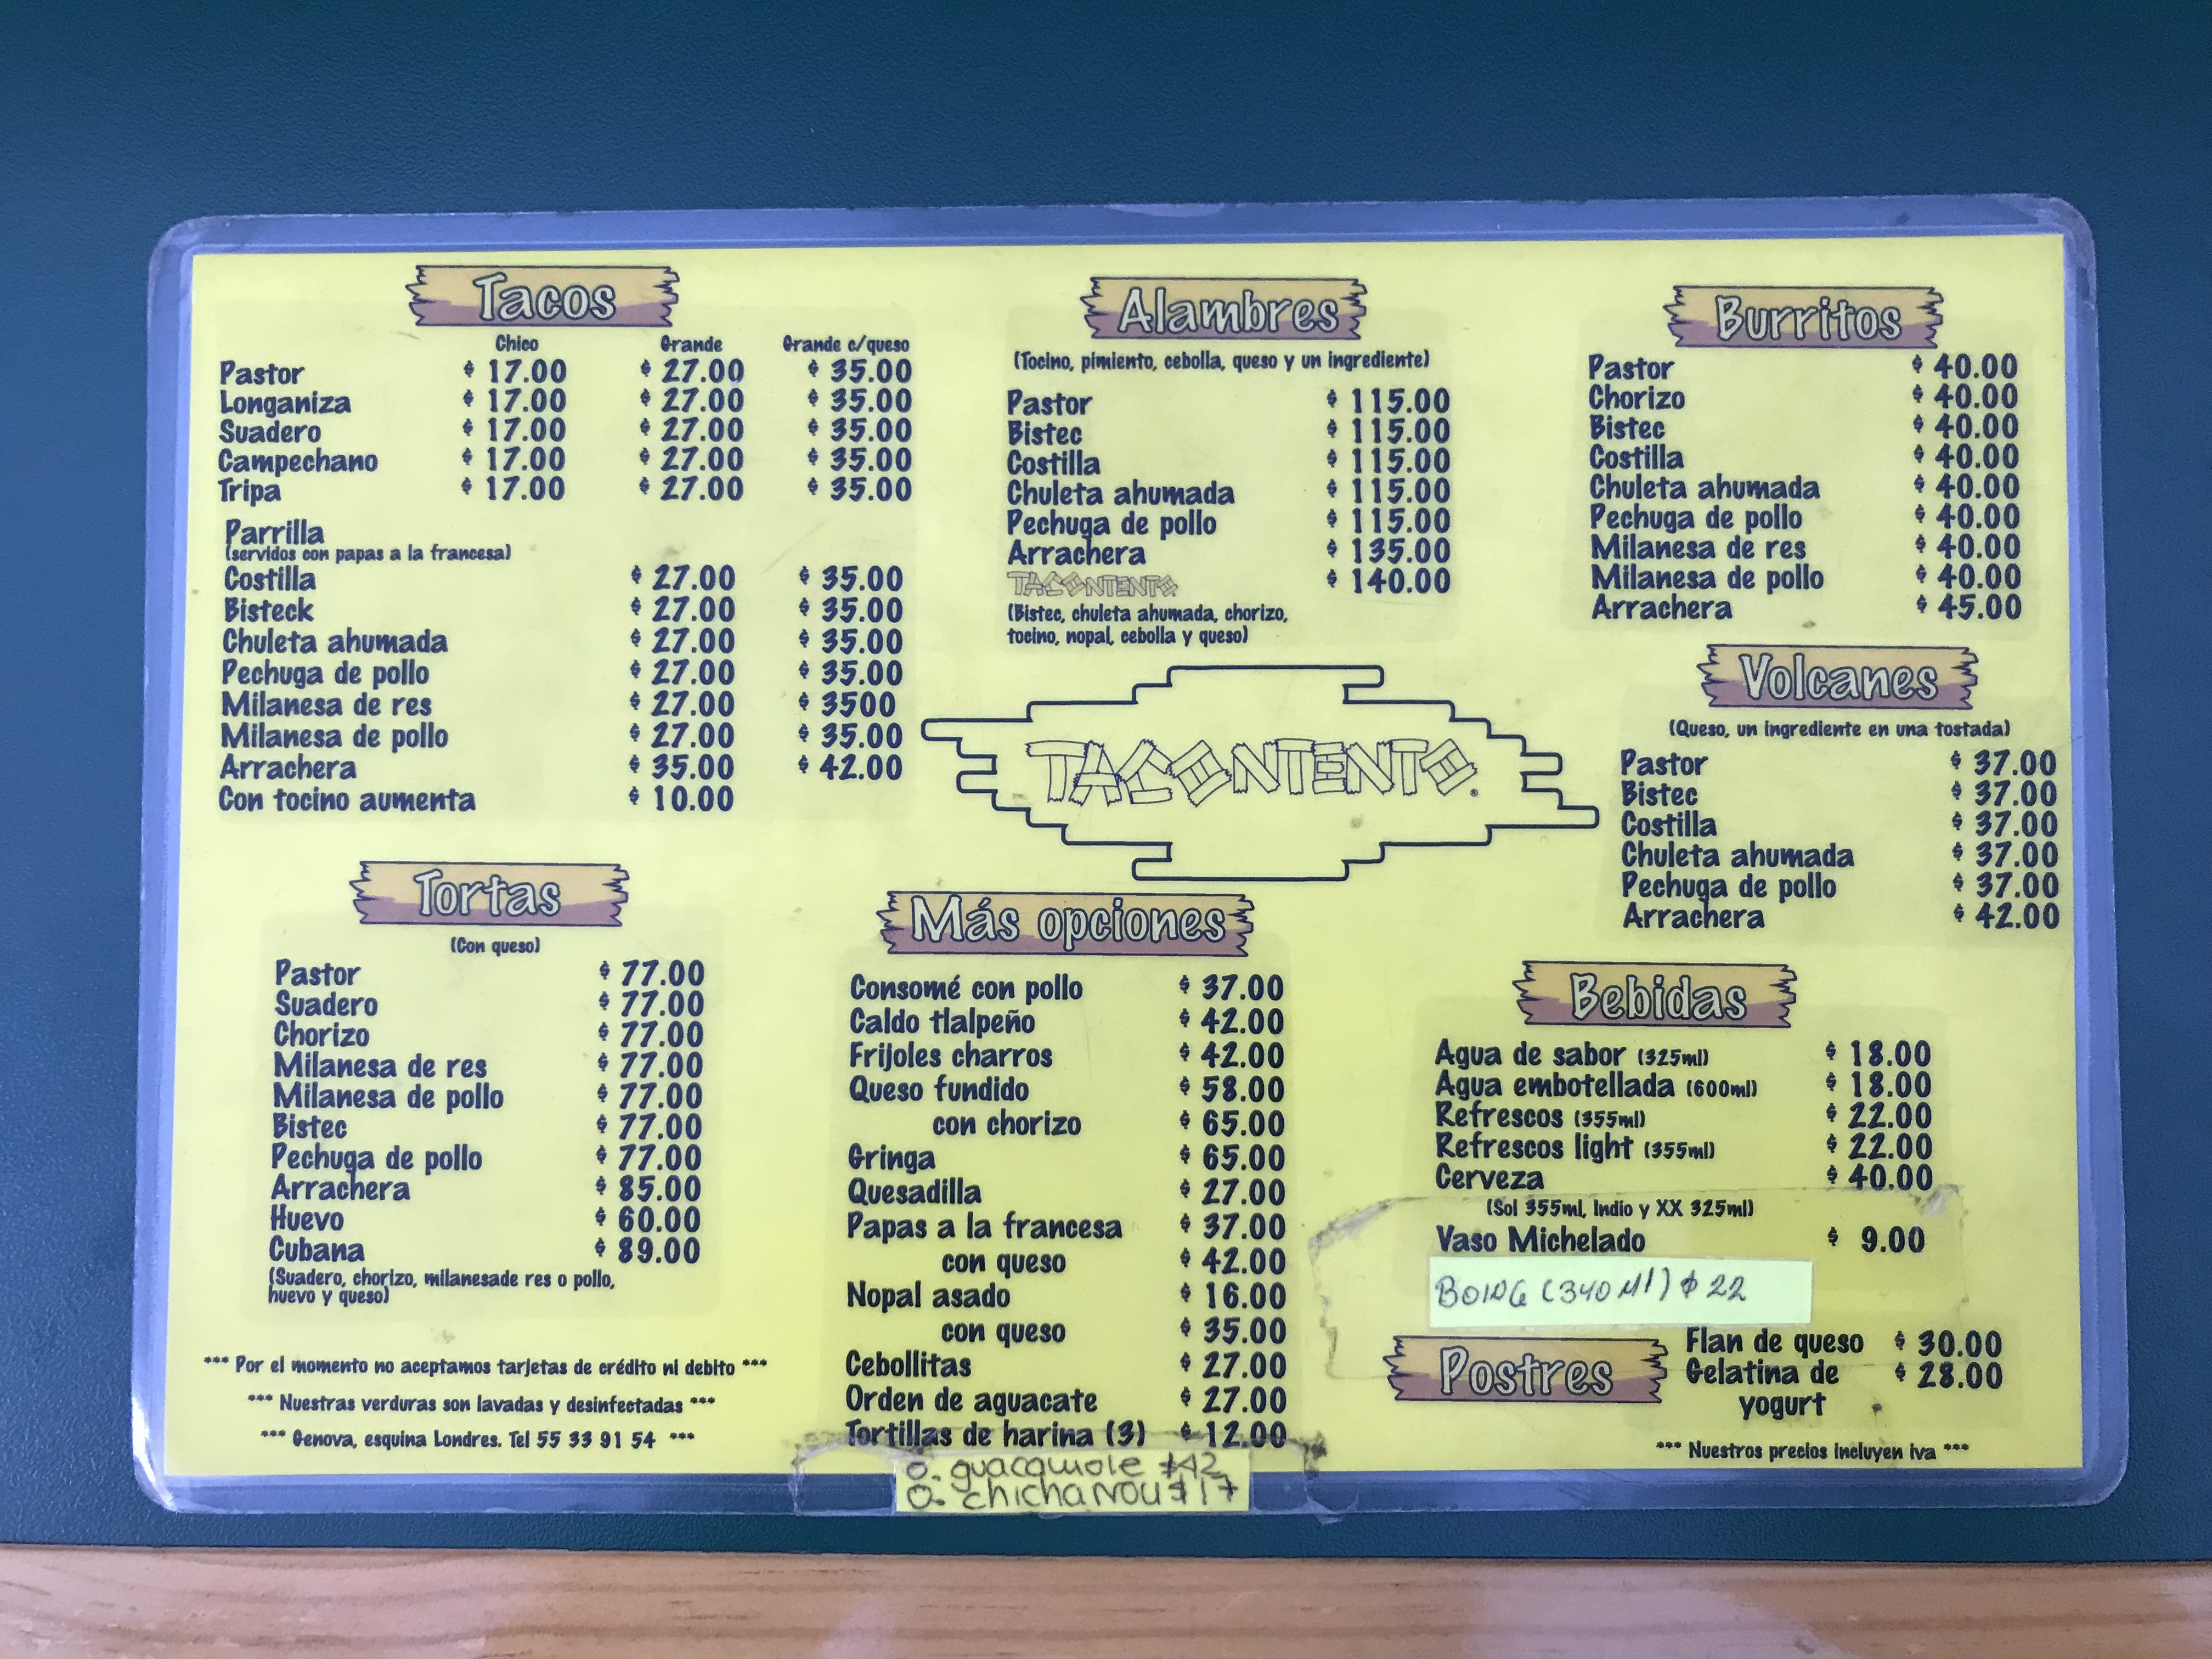 Tacos
Chico Grande Grande c/queso
Pastor $ 17.00 $ 27.00 $ 35.00
Longaniza $ 17.00 $ 27.00 $ 35.00
Suadero $ 17.00 $ 27.00 $ 35.00
Campechano $ 17.00 $ 27.00 $ 35.00
Tripa $ 17.00 $ 27.00 $ 35.00
Parrilla
(servidos con papas a la francesa)
Costilla $ 27.00 $ 35.00
Bisteck $ 27.00 $ 35.00
Chuleta ahumada $ 27.00 $ 35.00
Pechuga de pollo $ 27.00 $ 35.00
Milanesa de res $ 27.00 $ 3500
Milanesa de pollo $ 27.00 $ 35.00
Arrachera $ 35.00 $ 42.00
Con tocino aumenta $ 10.00
Alambres
(Tocino, pimiento, cebolla, queso y un ingrediente)
Pastor $ 115.00
Bistec $ 115.00
Costilla $ 115.00
Chuleta ahumada $ 115.00
Pechuga de pollo $ 115.00
Arrachera $ 135.00
TACONTENTO $ 140.00
(Bistec, chuleta ahumada, chorizo,
tocino, nopal, cebolla y queso)
Burritos
Pastor $ 40.00
Chorizo $ 40.00
Bistec $ 40.00
Costilla $ 40.00
Chuleta ahumada $ 40.00
Pechuga de pollo $ 40.00
Milanesa de res $ 40.00
Milanesa de pollo $ 40.00
Arrachera $ 45.00
TACONTENTO.
Volcanes
(Queso, un ingrediente en una tostada)
Pastor $ 37.00
Bistec $ 37.00
Costilla $ 37.00
Chuleta ahumada $ 37.00
Pechuga de pollo $ 37.00
Arrachera $ 42.00
Tortas
(Con queso)
Pastor $ 77.00
Suadero $ 77.00
Chorizo $ 77.00
Milanesa de res $ 77.00
Milanesa de pollo $ 77.00
Bistec $ 77.00
Pechuga de pollo $ 77.00
Arrachera $ 85.00
Huevo $ 60.00
Cubana $ 89.00
(Suadero, chorizo, milanesade res o pollo,
huevo y queso)
*** Por el momento no aceptamos tarjetas de crédito ni debito ***
*** Nuestras verduras son lavadas y desinfectadas ***
*** Genova, esquina Londres. Tel 55 33 91 54 ***
Más opciones
Consomé con pollo $ 37.00
Caldo tlalpeño $ 42.00
Frijoles charros $ 42.00
Queso fundido $ 58.00
con chorizo $ 65.00
Gringa $ 65.00
Quesadilla $ 27.00
Papas a la francesa $ 37.00
con queso $ 42.00
Nopal asado $ 16.00
con queso $ 35.00
Cebollitas $ 27.00
Orden de aguacate $ 27.00
Tortillas de harina (3) $ 12.00
O. guacamole $42
O. chicharrou $17
Bebidas
Agua de sabor (325ml) $ 18.00
Agua embotellada (600ml) $ 18.00
Refrescos (355ml) $ 22.00
Refrescos light (355ml) $ 22.00
Cerveza $ 40.00
(Sol 355ml, Indio y XX 325ml)
Vaso Michelado $ 9.00
BOING (340ml) $ 22
Postres
Flan de queso $ 30.00
Gelatina de $ 28.00
yogurt
*** Nuestros precios incluyen iva ***